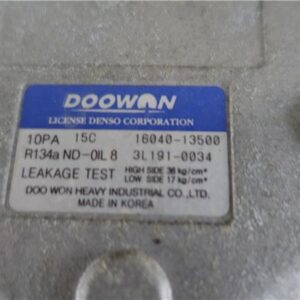 DOOWON
LICENSE DENSO CORPORATION
10PA 15C 16040-13500
R134a ND-OIL 8 3L191-0034
LEAKAGE TEST HIGH SIDE 36 kg/cm²
LOW SIDE 17 kg/cm²
DOO WON HEAVY INDUSTRIAL CO.,LTD.
MADE IN KOREA